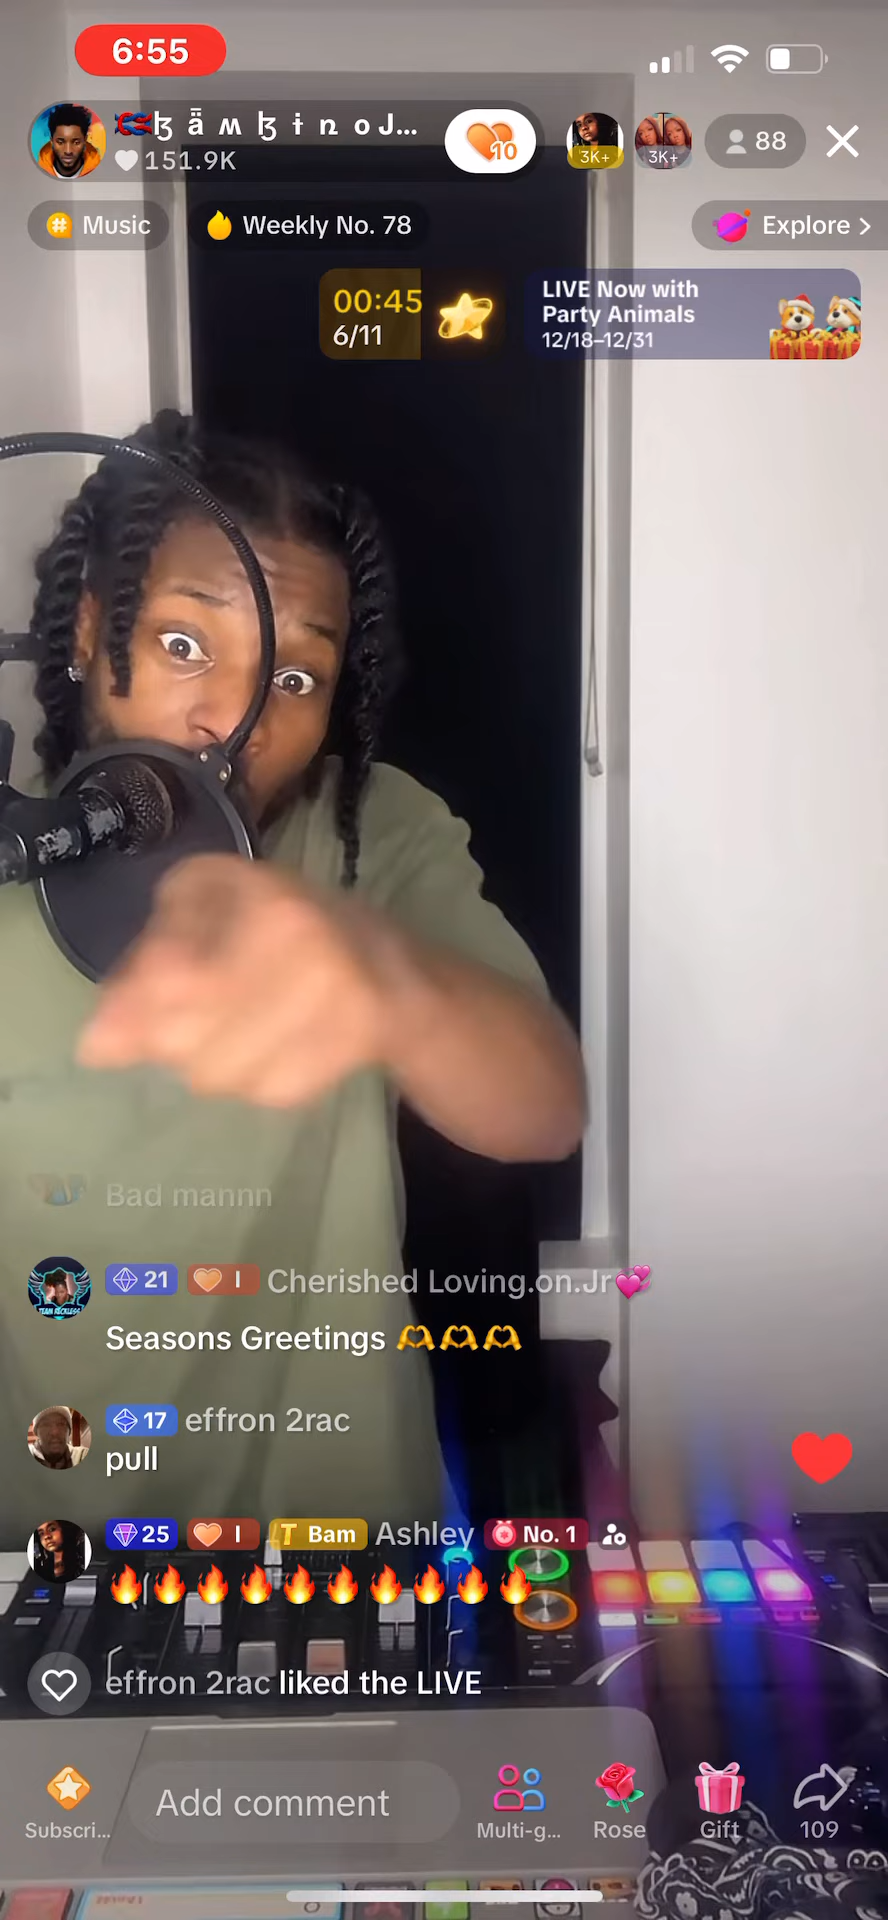 6:55
ꜩ ǟ ʍ ꜩ ɨ ռ o J...
10
151.9K
3K+
3K+
88
Music
Weekly No. 78
Explore >
00:45
6/11
LIVE Now with
Party Animals
12/18–12/31
Bad mannn
21 I Cherished Loving.on.Jr💞
TEAM RECKLESS
Seasons Greetings 🫶🫶🫶
17 effron 2rac
pull
25 I T Bam Ashley No. 1
🔥🔥🔥🔥🔥🔥🔥🔥🔥🔥
effron 2rac liked the LIVE
Add comment
Subscri...
Multi-g...
Rose
Gift
109